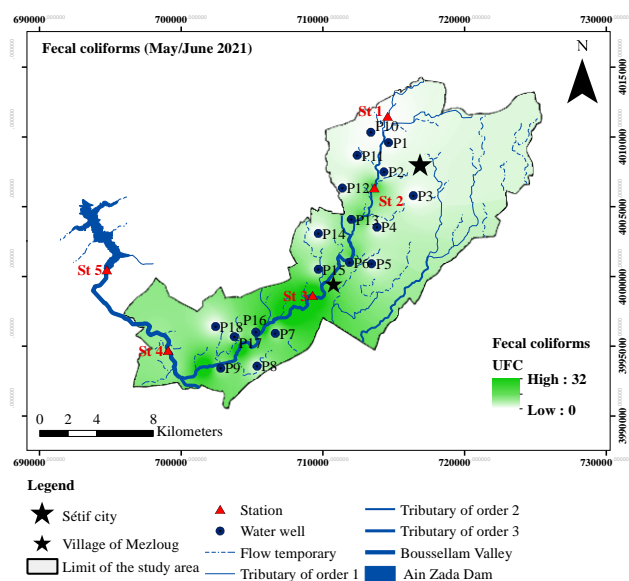 690000 700000 710000 720000 730000
Fecal coliforms (May/June 2021)
N
St 1
P10
P1
P11
P2
P12
St 2
P3
P13
P4
P14
P6
P5
P15
St 5
St 3
P16
P18
P7
P17
St 4
P9
P8
4015000
4010000
4005000
4000000
3995000
3990000
Fecal coliforms
UFC
High : 32
Low : 0
0 2 4 8
Kilometers
690000 700000 710000 720000 730000
Legend
Sétif city
Village of Mezloug
Limit of the study area
Station
Water well
Flow temporary
Tributary of order 1
Tributary of order 2
Tributary of order 3
Boussellam Valley
Ain Zada Dam